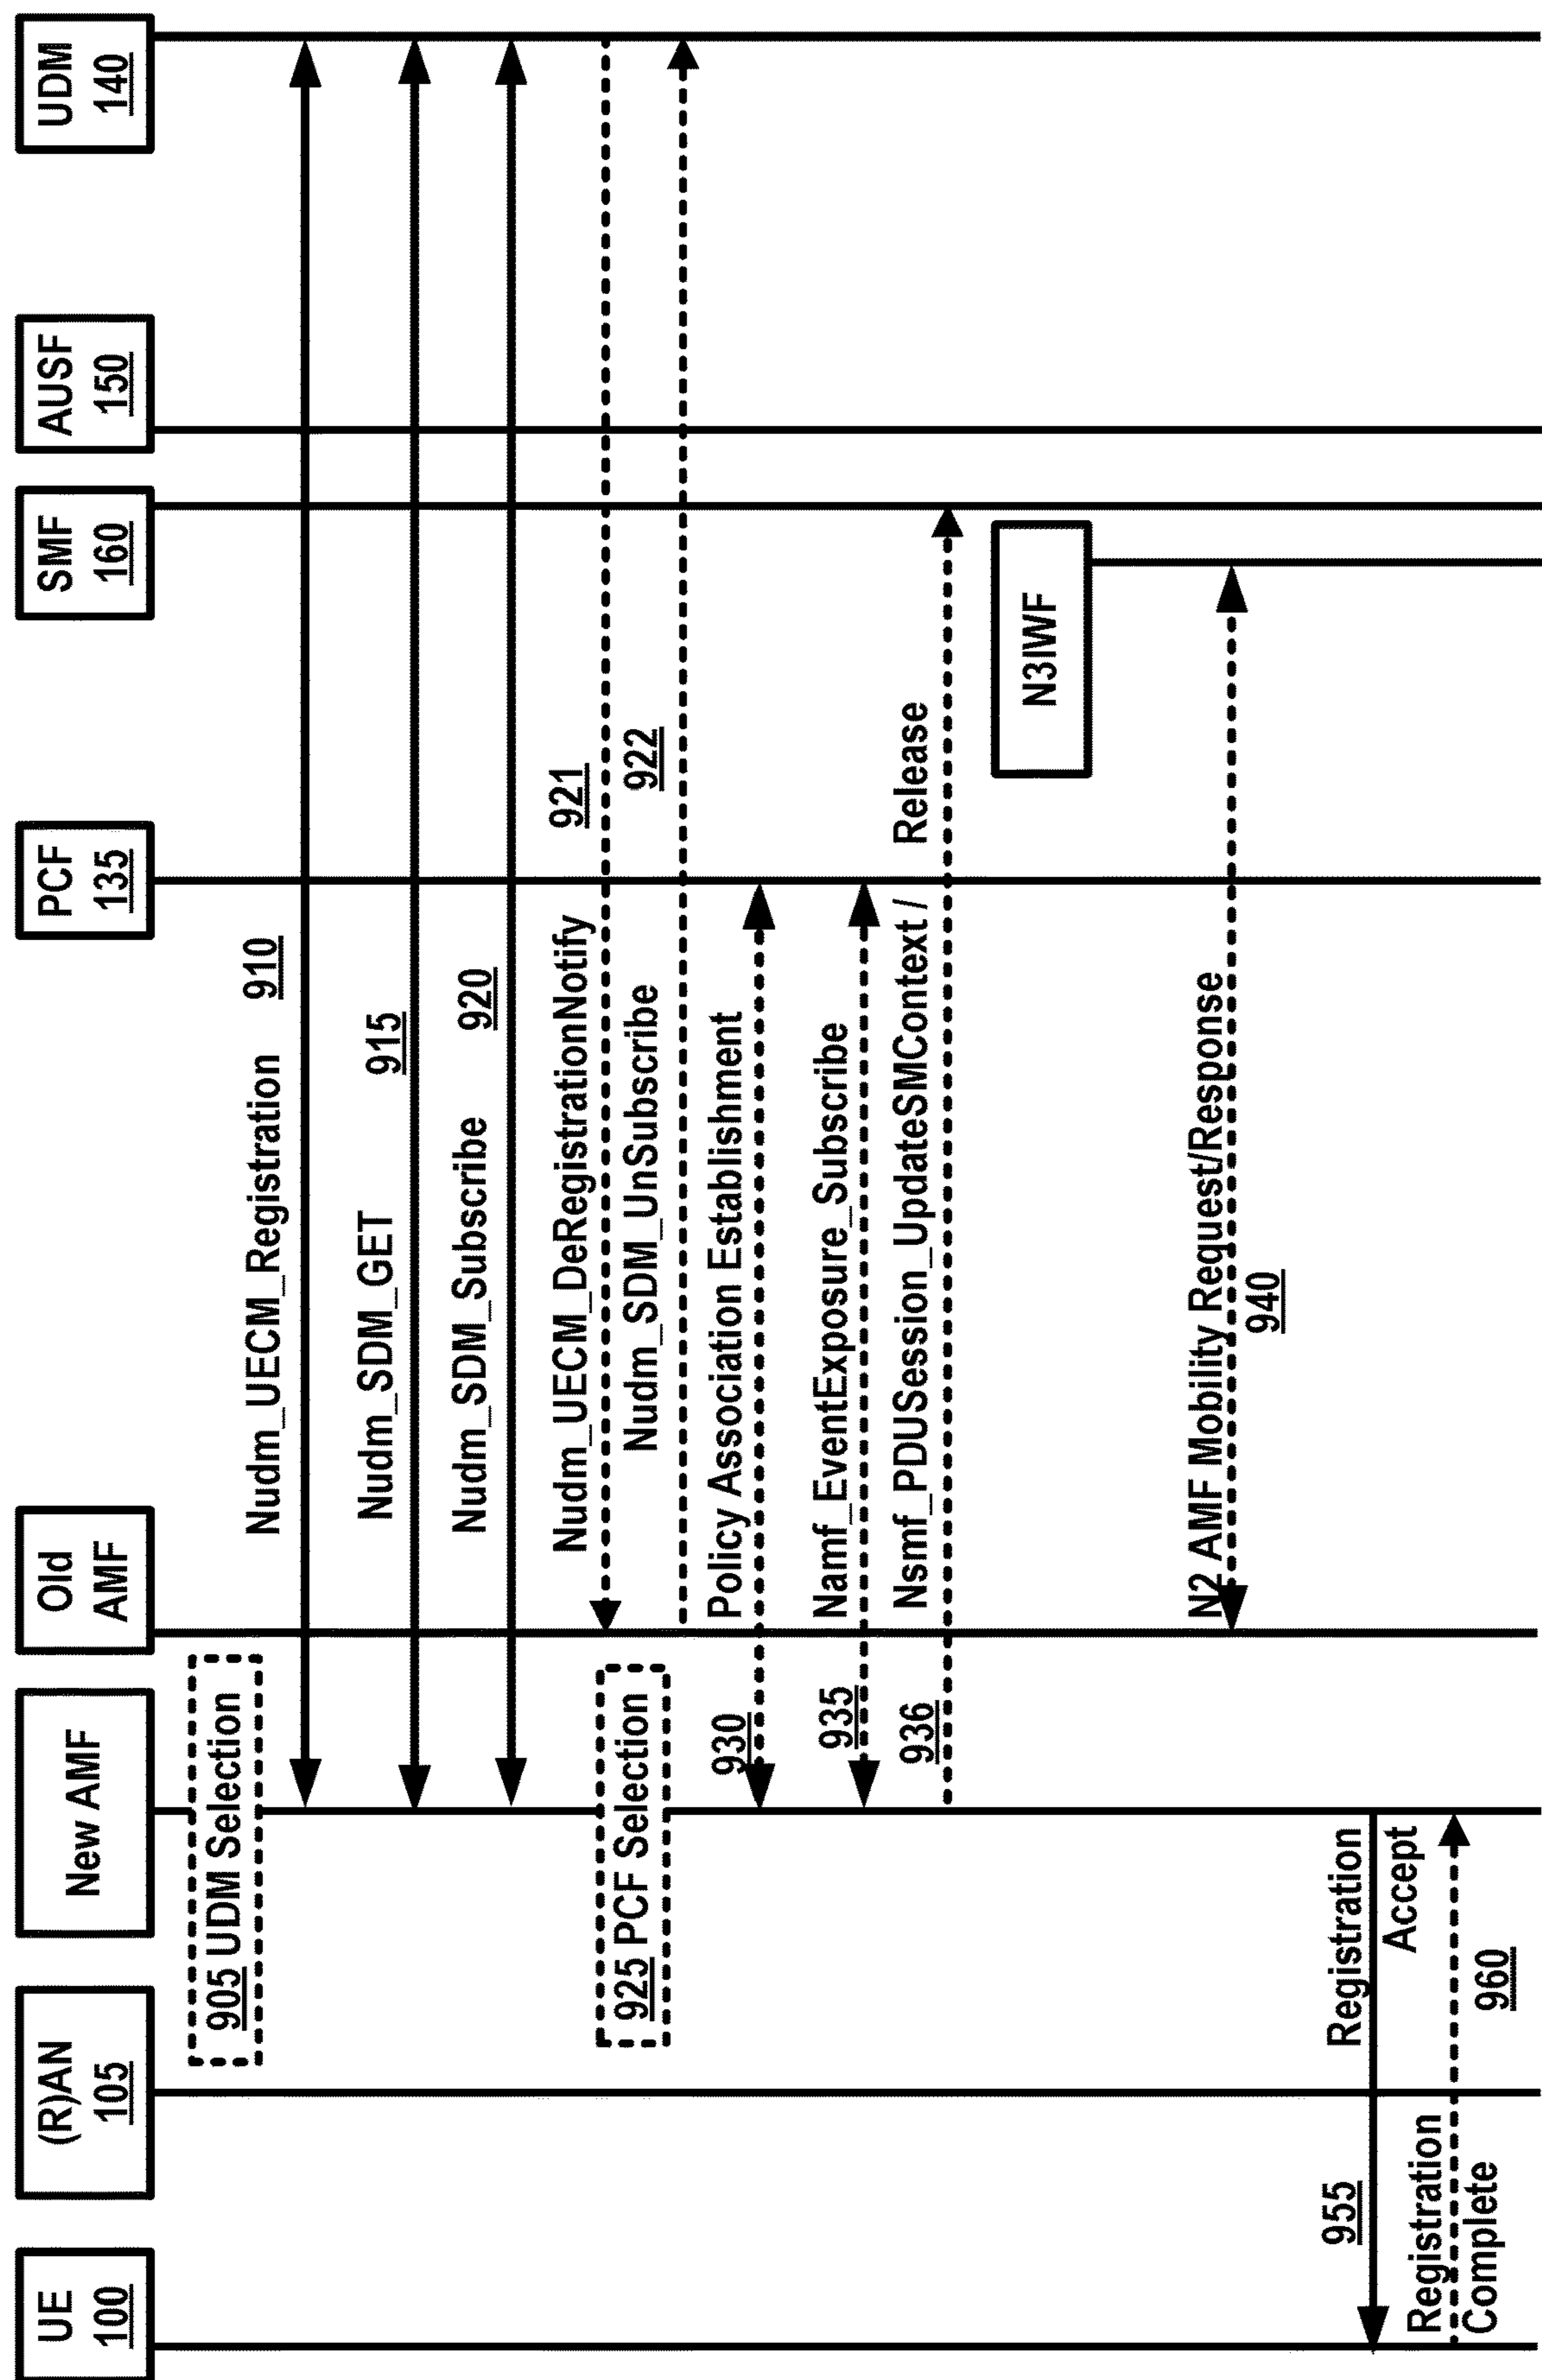 UE
100
(R)AN
105
New AMF
Old
AMF
PCF
135
SMF
160
AUSF
150
UDM
140
905 UDM Selection
Nudm_UECM_Registration 910
Nudm_SDM_GET 915
Nudm_SDM_Subscribe 920
Nudm_UECM_DeRegistrationNotify 921
Nudm_SDM_UnSubscribe 922
925 PCF Selection
930 Policy Association Establishment
935 Namf_EventExposure_Subscribe
936 Nsmf_PDUSession_UpdateSMContext / Release
N3IWF
N2 AMF Mobility Request/Response
940
955 Registration
Accept
Registration
Complete
960